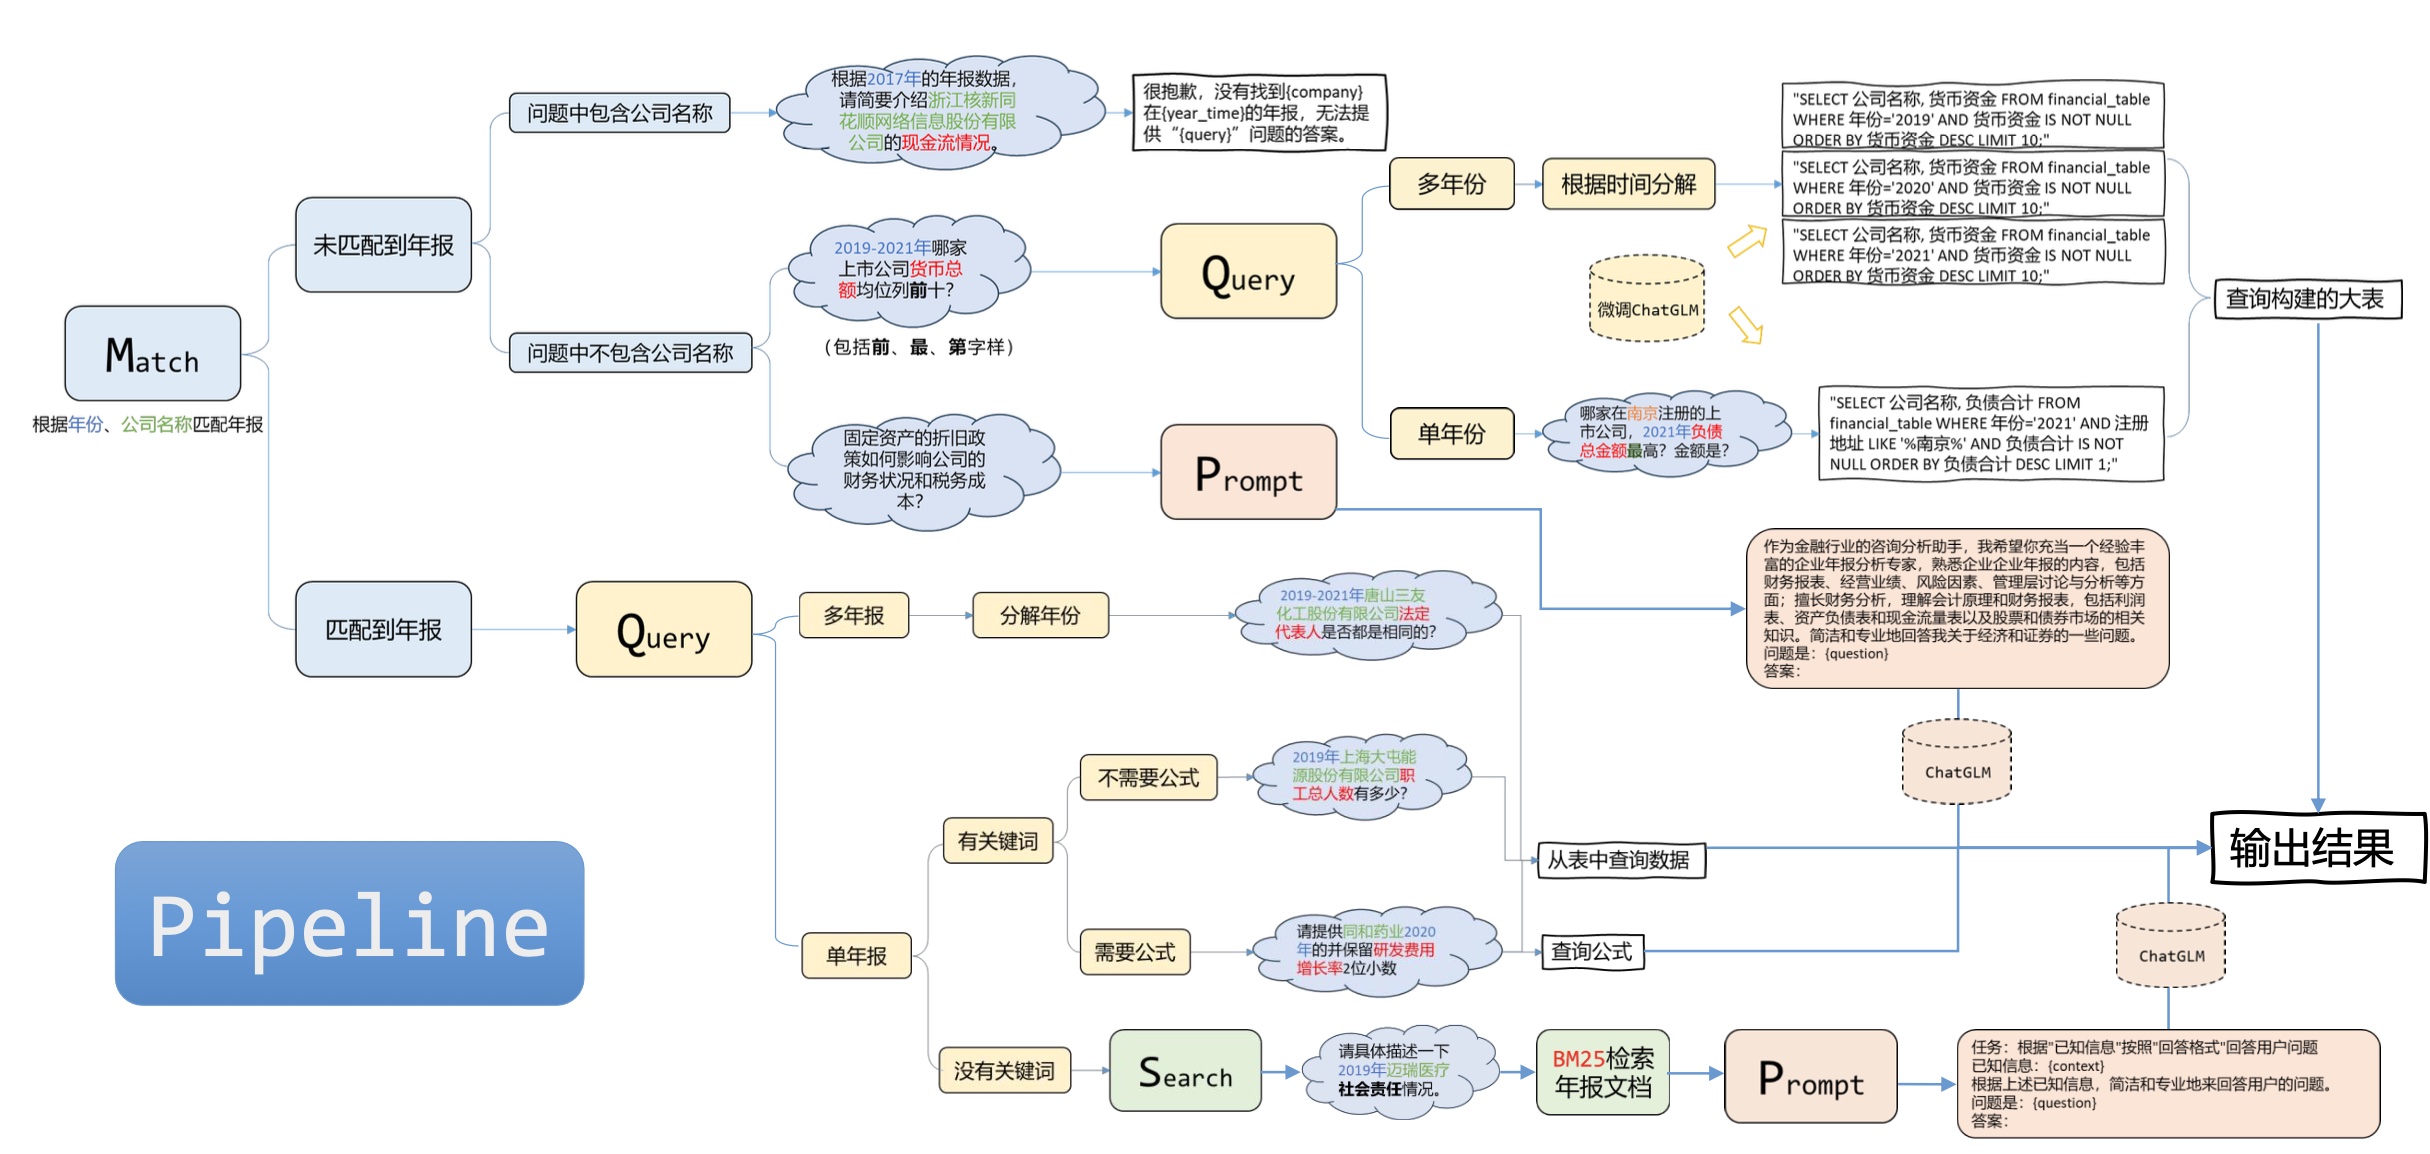 根据2017年的年报数据，
请简要介绍浙江核新同
花顺网络信息股份有限
公司的现金流情况。
问题中包含公司名称
很抱歉，没有找到{company}
在{year_time}的年报，无法提
供“{query}”问题的答案。
"SELECT 公司名称, 货币资金 FROM financial_table
WHERE 年份='2019' AND 货币资金 IS NOT NULL
ORDER BY 货币资金 DESC LIMIT 10;"
"SELECT 公司名称, 货币资金 FROM financial_table
WHERE 年份='2020' AND 货币资金 IS NOT NULL
ORDER BY 货币资金 DESC LIMIT 10;"
"SELECT 公司名称, 货币资金 FROM financial_table
WHERE 年份='2021' AND 货币资金 IS NOT NULL
ORDER BY 货币资金 DESC LIMIT 10;"
多年份
根据时间分解
未匹配到年报
2019-2021年哪家
上市公司货币总
额均位列前十？
（包括前、最、第字样）
Query
微调ChatGLM
查询构建的大表
问题中不包含公司名称
Match
根据年份、公司名称匹配年报
固定资产的折旧政
策如何影响公司的
财务状况和税务成
本？
Prompt
单年份
哪家在南京注册的上
市公司，2021年负债
总金额最高？金额是？
"SELECT 公司名称, 负债合计 FROM
financial_table WHERE 年份='2021' AND 注册
地址 LIKE '%南京%' AND 负债合计 IS NOT
NULL ORDER BY 负债合计 DESC LIMIT 1;"
作为金融行业的咨询分析助手，我希望你充当一个经验丰
富的企业年报分析专家，熟悉企业企业年报的内容，包括
财务报表、经营业绩、风险因素、管理层讨论与分析等方
面；擅长财务分析，理解会计原理和财务报表，包括利润
表、资产负债表和现金流量表以及股票和债券市场的相关
知识。简洁和专业地回答我关于经济和证券的一些问题。
问题是：{question}
答案：
匹配到年报
Query
多年报
分解年份
2019-2021年唐山三友
化工股份有限公司法定
代表人是否都是相同的？
ChatGLM
不需要公式
2019年上海大屯能
源股份有限公司职
工总人数有多少？
有关键词
从表中查询数据
输出结果
Pipeline
单年报
需要公式
请提供同和药业2020
年的并保留研发费用
增长率2位小数
查询公式
ChatGLM
没有关键词
Search
请具体描述一下
2019年迈瑞医疗
社会责任情况。
BM25检索
年报文档
Prompt
任务：根据"已知信息"按照"回答格式"回答用户问题
已知信息：{context}
根据上述已知信息，简洁和专业地来回答用户的问题。
问题是：{question}
答案：